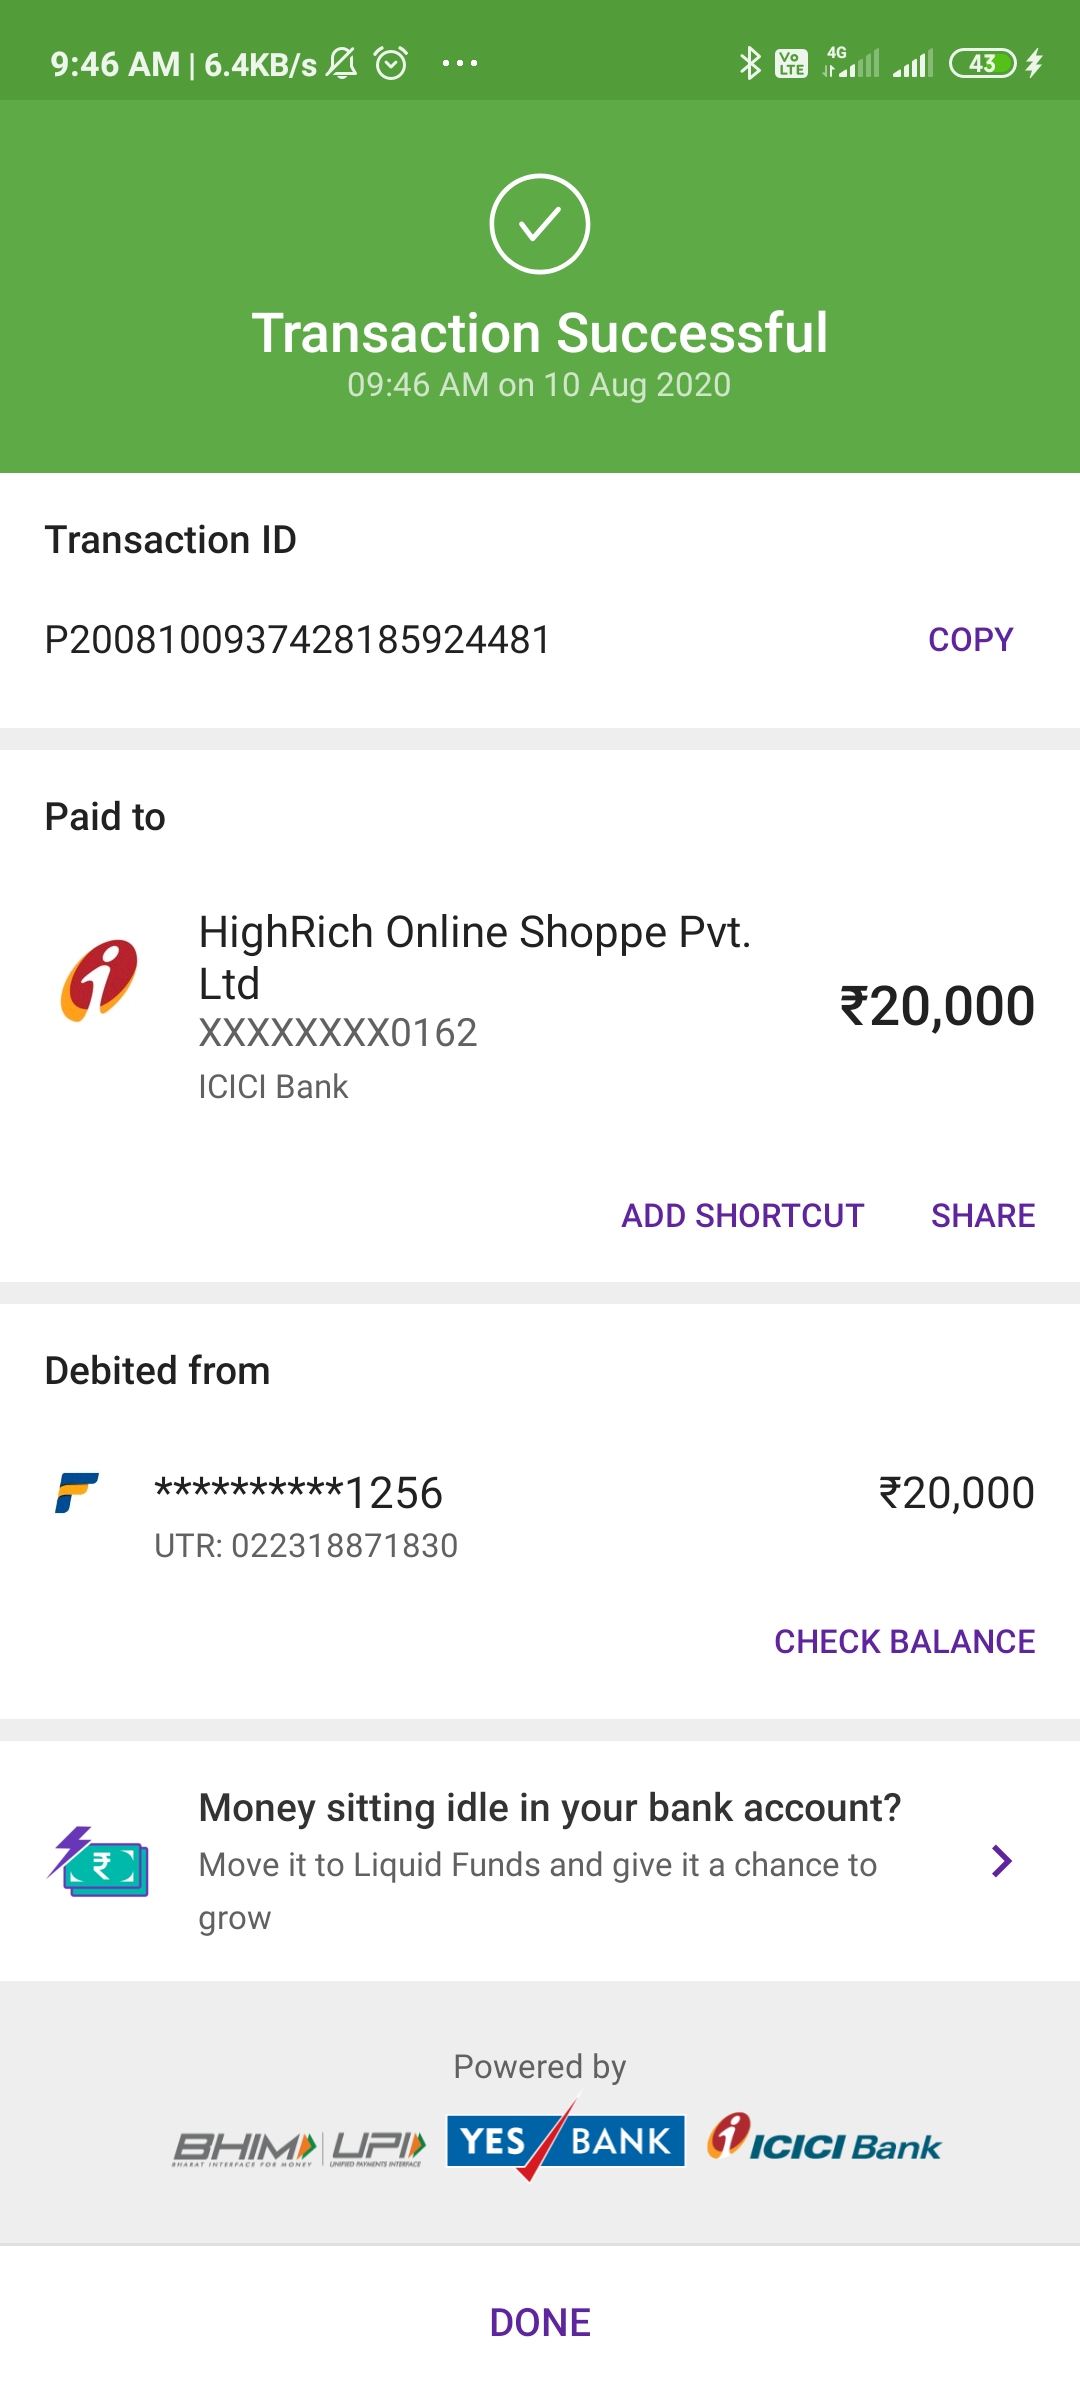 9:46 AM | 6.4KB/s ... Vo LTE 4G 43
Transaction Successful
09:46 AM on 10 Aug 2020
Transaction ID
P2008100937428185924481 COPY
Paid to
HighRich Online Shoppe Pvt.
Ltd
₹20,000
XXXXXXXX0162
ICICI Bank
ADD SHORTCUT SHARE
Debited from
**********1256 ₹20,000
UTR: 022318871830
CHECK BALANCE
Money sitting idle in your bank account?
Move it to Liquid Funds and give it a chance to
grow
Powered by
BHIM UPI YES BANK ICICI Bank
BHARAT INTERFACE FOR MONEY UNIFIED PAYMENTS INTERFACE
DONE